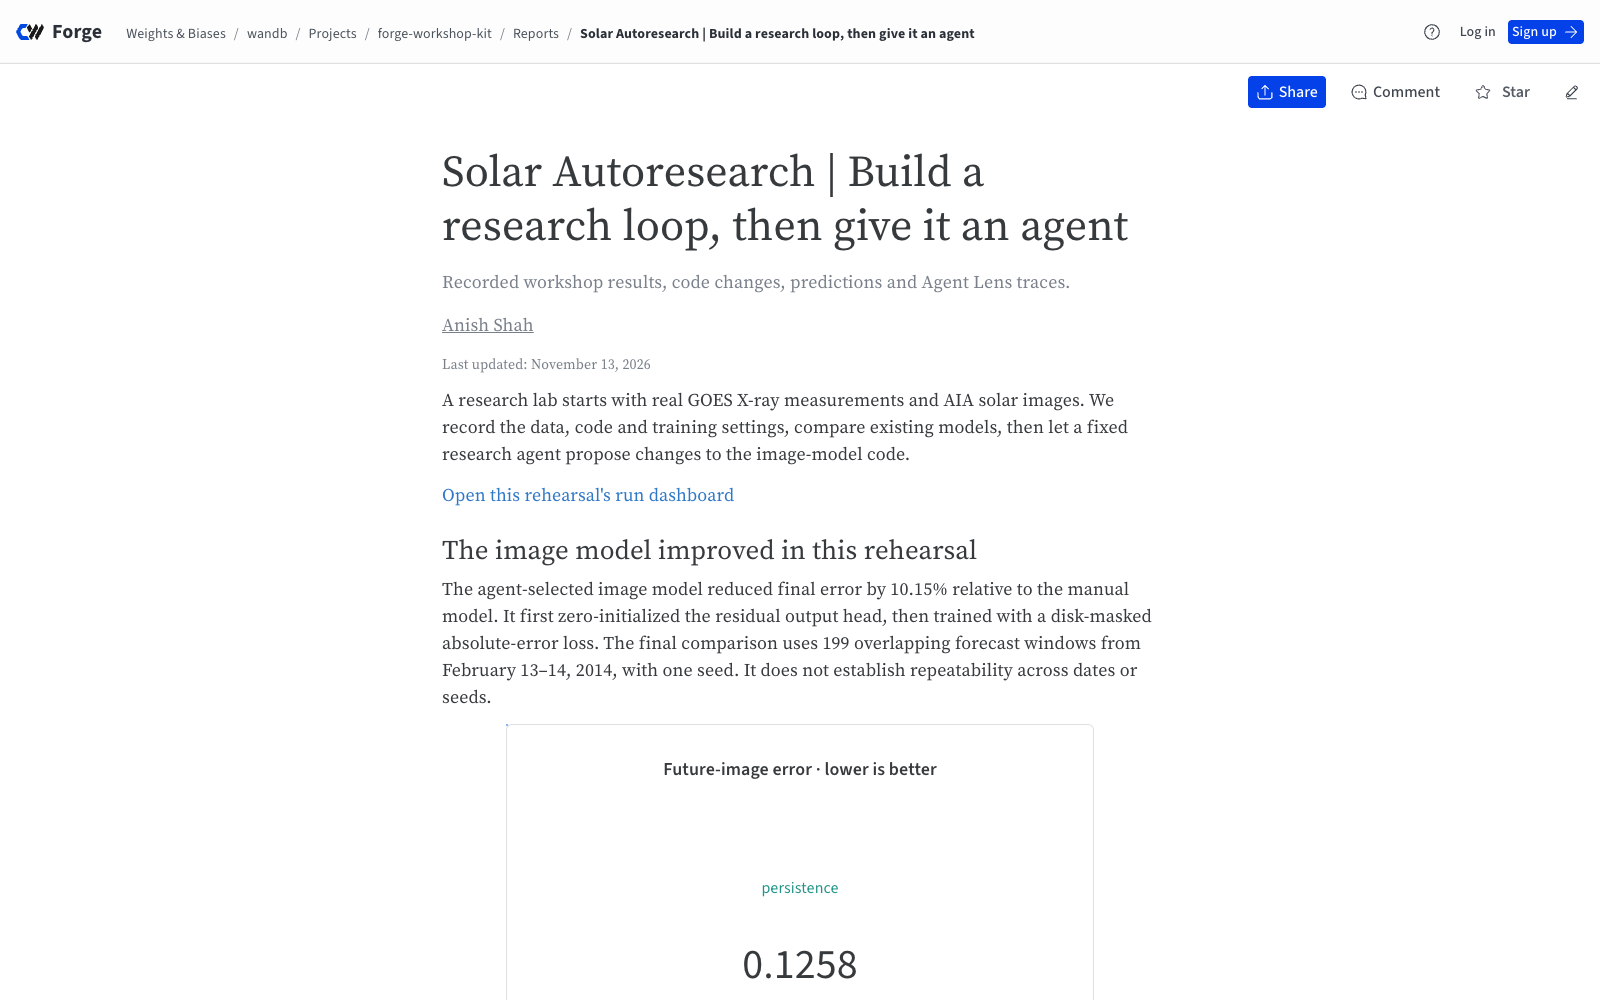 Forge
Weights & Biases / wandb / Projects / forge-workshop-kit / Reports / Solar Autoresearch | Build a research loop, then give it an agent
Log in
Sign up
Share
Comment
Star
Solar Autoresearch | Build a
research loop, then give it an agent
Recorded workshop results, code changes, predictions and Agent Lens traces.
Anish Shah
Last updated: November 13, 2026
A research lab starts with real GOES X-ray measurements and AIA solar images. We
record the data, code and training settings, compare existing models, then let a fixed
research agent propose changes to the image-model code.
Open this rehearsal's run dashboard
The image model improved in this rehearsal
The agent-selected image model reduced final error by 10.15% relative to the manual
model. It first zero-initialized the residual output head, then trained with a disk-masked
absolute-error loss. The final comparison uses 199 overlapping forecast windows from
February 13–14, 2014, with one seed. It does not establish repeatability across dates or
seeds.
Future-image error · lower is better
persistence
0.1258